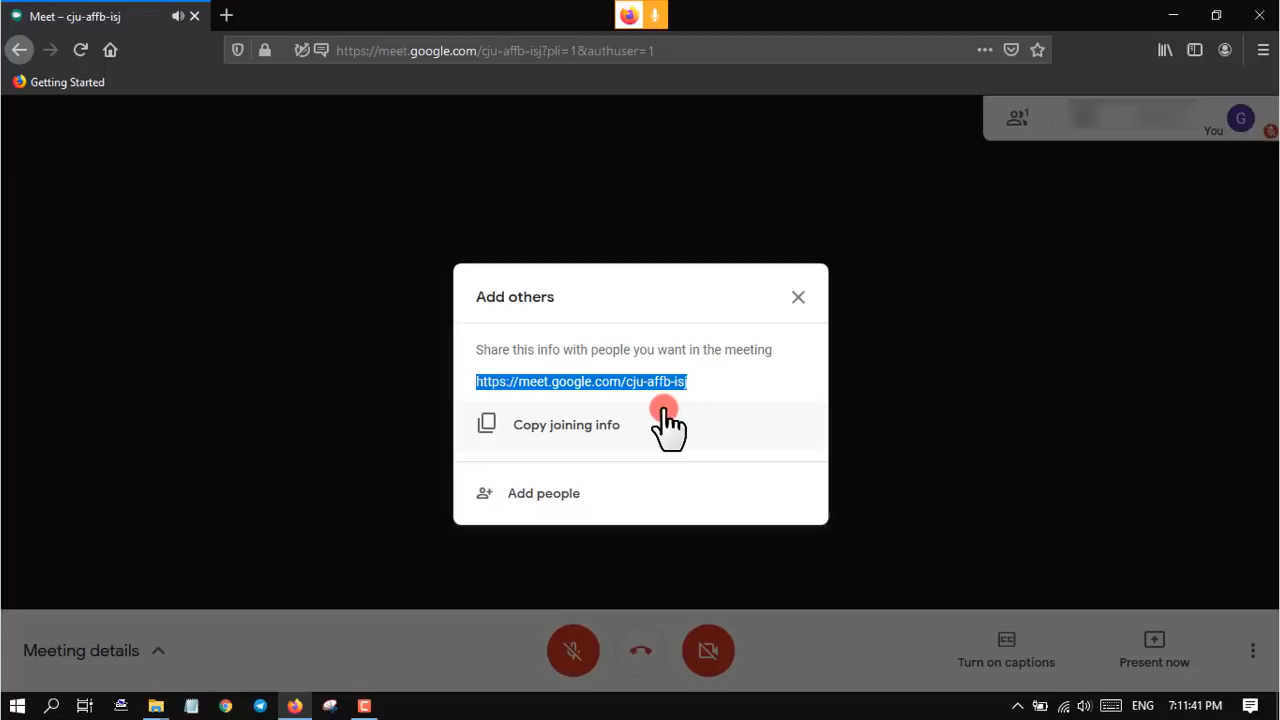 Meet – cju-affb-isj
https://meet.google.com/cju-affb-isj?pli=1&authuser=1
Getting Started
1
You
G
Add others
Share this info with people you want in the meeting
https://meet.google.com/cju-affb-isj
Copy joining info
Add people
Meeting details
CC
Turn on captions
Present now
ENG
7:11:41 PM